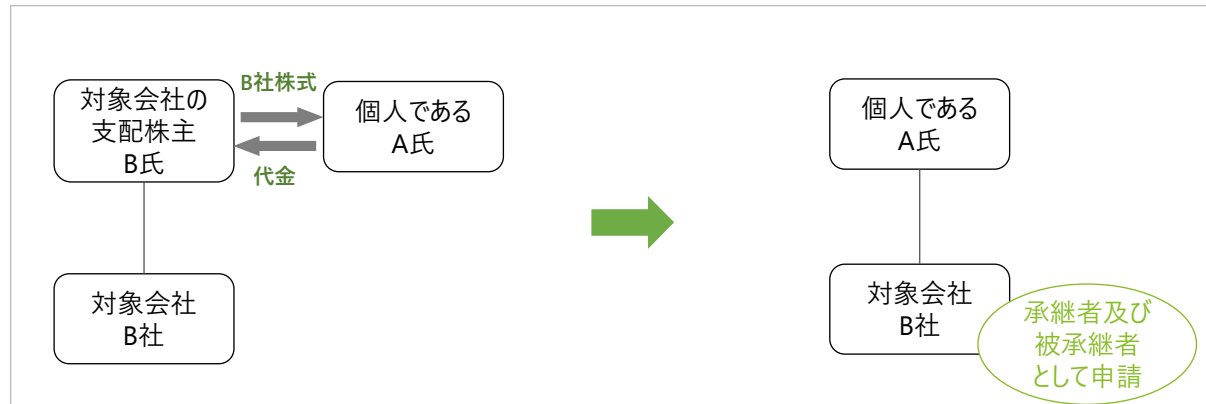 B社株式
対象会社の
支配株主
B氏
個人である
A氏
代金
対象会社
B社
個人である
A氏
対象会社
B社
承継者及び
被承継者
として申請